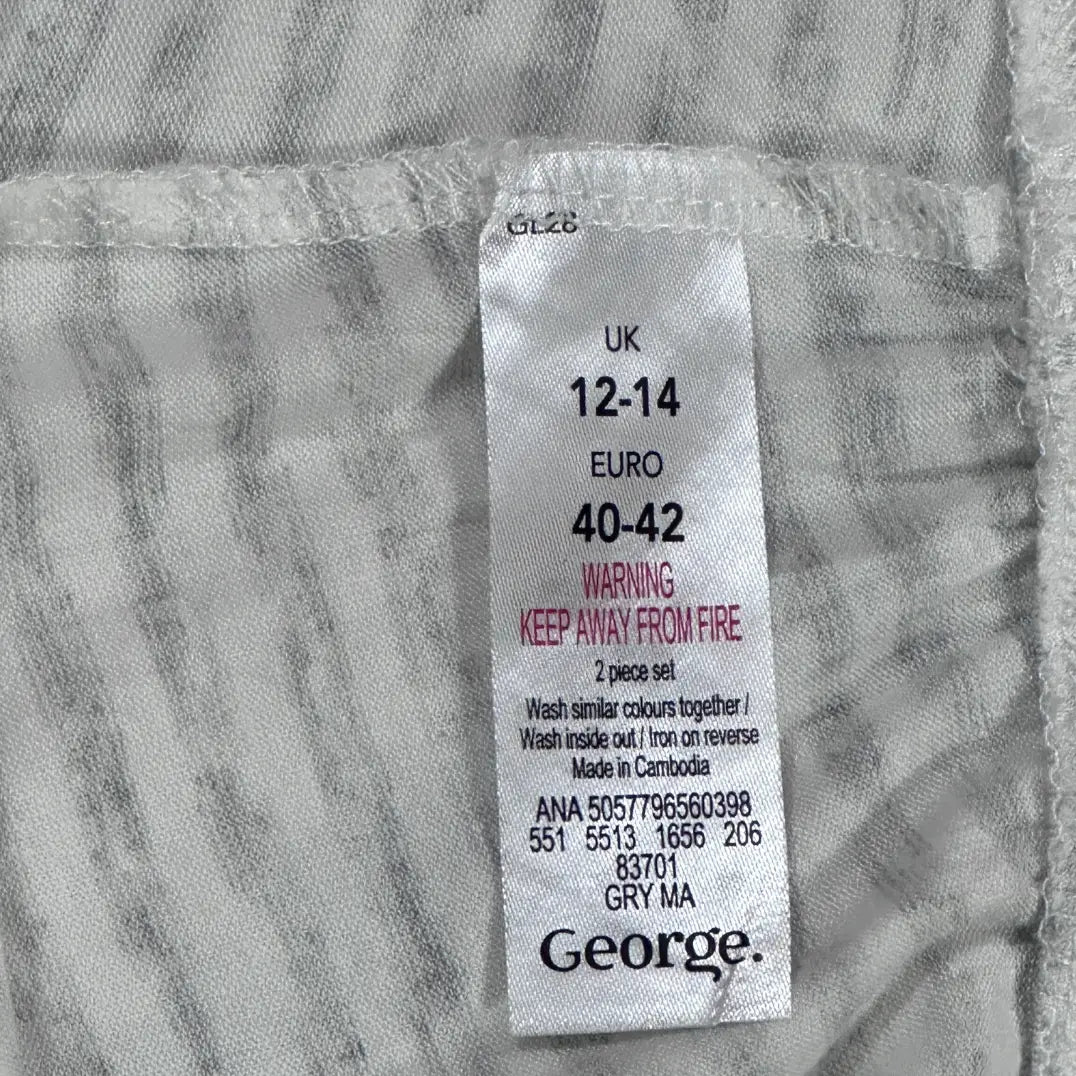 GL28
UK
12-14
EURO
40-42
WARNING
KEEP AWAY FROM FIRE
2 piece set
Wash similar colours together /
Wash inside out / Iron on reverse
Made in Cambodia
ANA 5057796560398
551 5513 1656 206
83701
GRY MA
George.